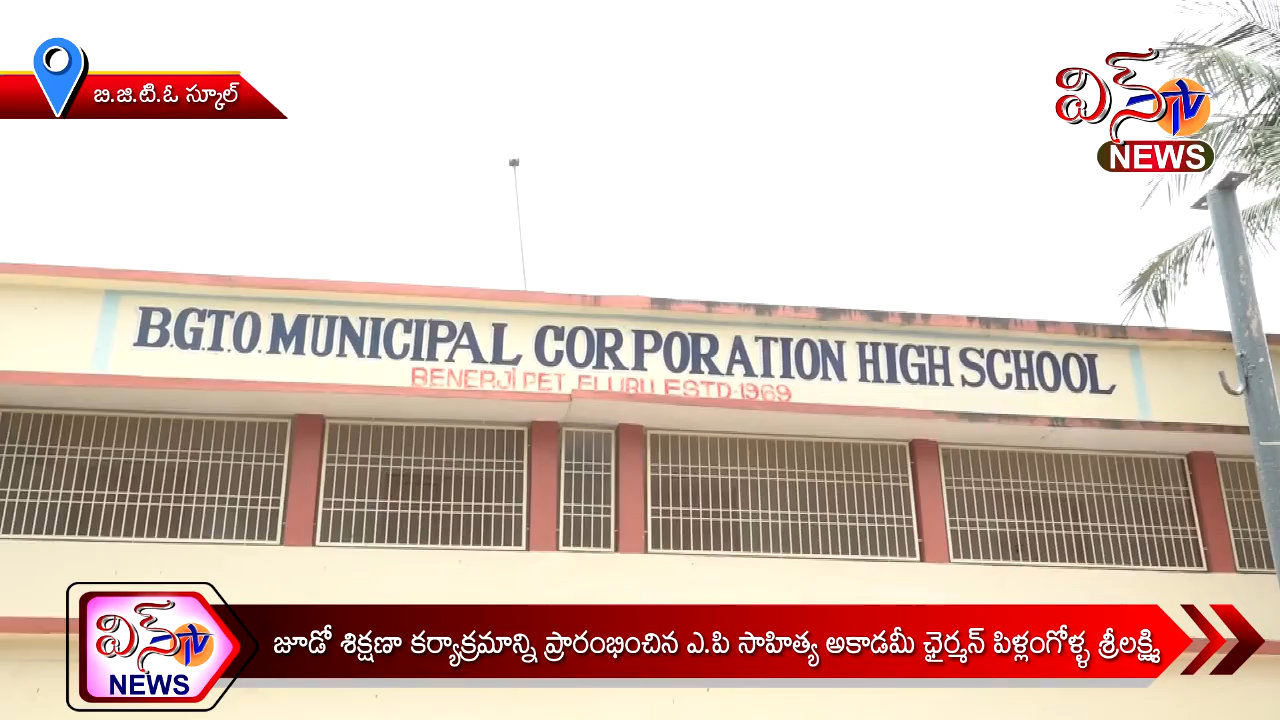 బి.జి.టి.ఓ స్కూల్
విన్ TV
NEWS
B.G.T.O. MUNICIPAL CORPORATION HIGH SCHOOL
BENERJI PET, ELURU, ESTD-1969
విన్ TV
NEWS
జూడో శిక్షణా కర్యాక్రమాన్ని ప్రారంభించిన ఎ.పి సాహిత్య అకాడమీ ఛైర్మన్ పిళ్లంగోళ్ళ శ్రీలక్ష్మి